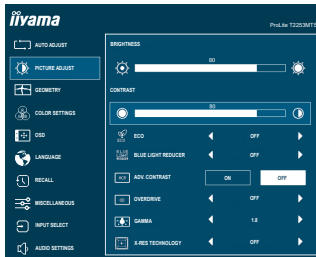 iiyama
ProLite T2253MTS
AUTO ADJUST
PICTURE ADJUST
GEOMETRY
COLOR SETTINGS
OSD
LANGUAGE
RECALL
MISCELLANEOUS
INPUT SELECT
AUDIO SETTINGS
BRIGHTNESS
80
CONTRAST
80
ECO OFF
BLUE LIGHT REDUCER OFF
ACR ADV. CONTRAST ON OFF
OVERDRIVE OFF
GAMMA 1.8
X-RES TECHNOLOGY OFF